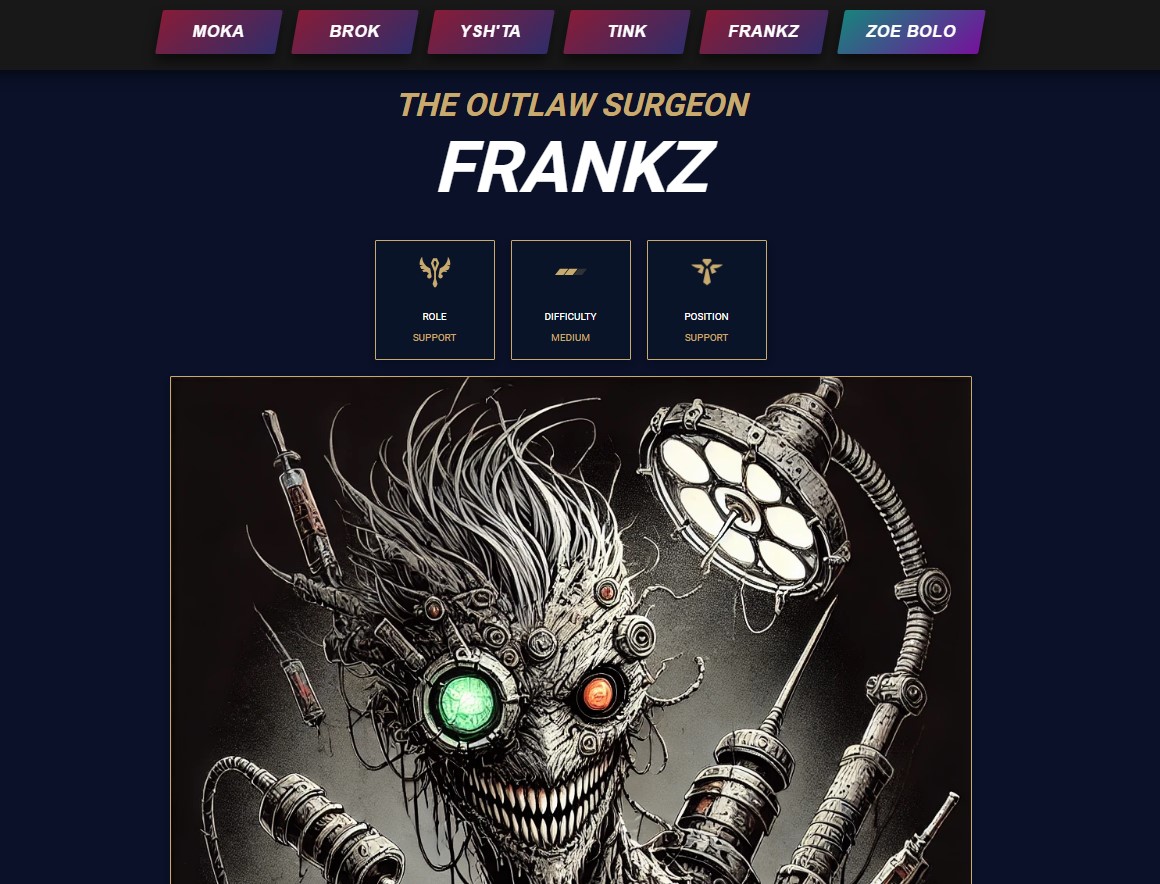 MOKA
BROK
YSH'TA
TINK
FRANKZ
ZOE BOLO
THE OUTLAW SURGEON
FRANKZ
ROLE
SUPPORT
DIFFICULTY
MEDIUM
POSITION
SUPPORT